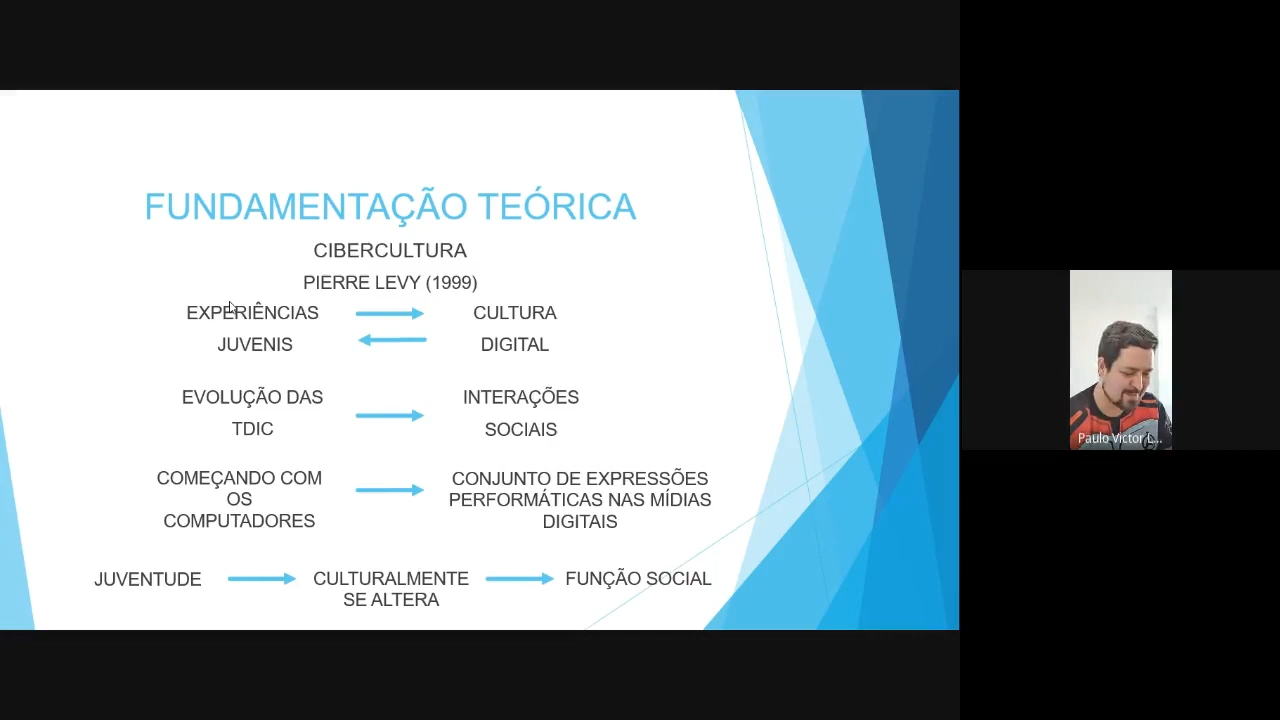 FUNDAMENTAÇÃO TEÓRICA
CIBERCULTURA
PIERRE LEVY (1999)
EXPERIÊNCIAS
JUVENIS
CULTURA
DIGITAL
EVOLUÇÃO DAS
TDIC
INTERAÇÕES
SOCIAIS
COMEÇANDO COM
OS
COMPUTADORES
CONJUNTO DE EXPRESSÕES
PERFORMÁTICAS NAS MÍDIAS
DIGITAIS
JUVENTUDE
CULTURALMENTE
SE ALTERA
FUNÇÃO SOCIAL
Paulo Victor L...